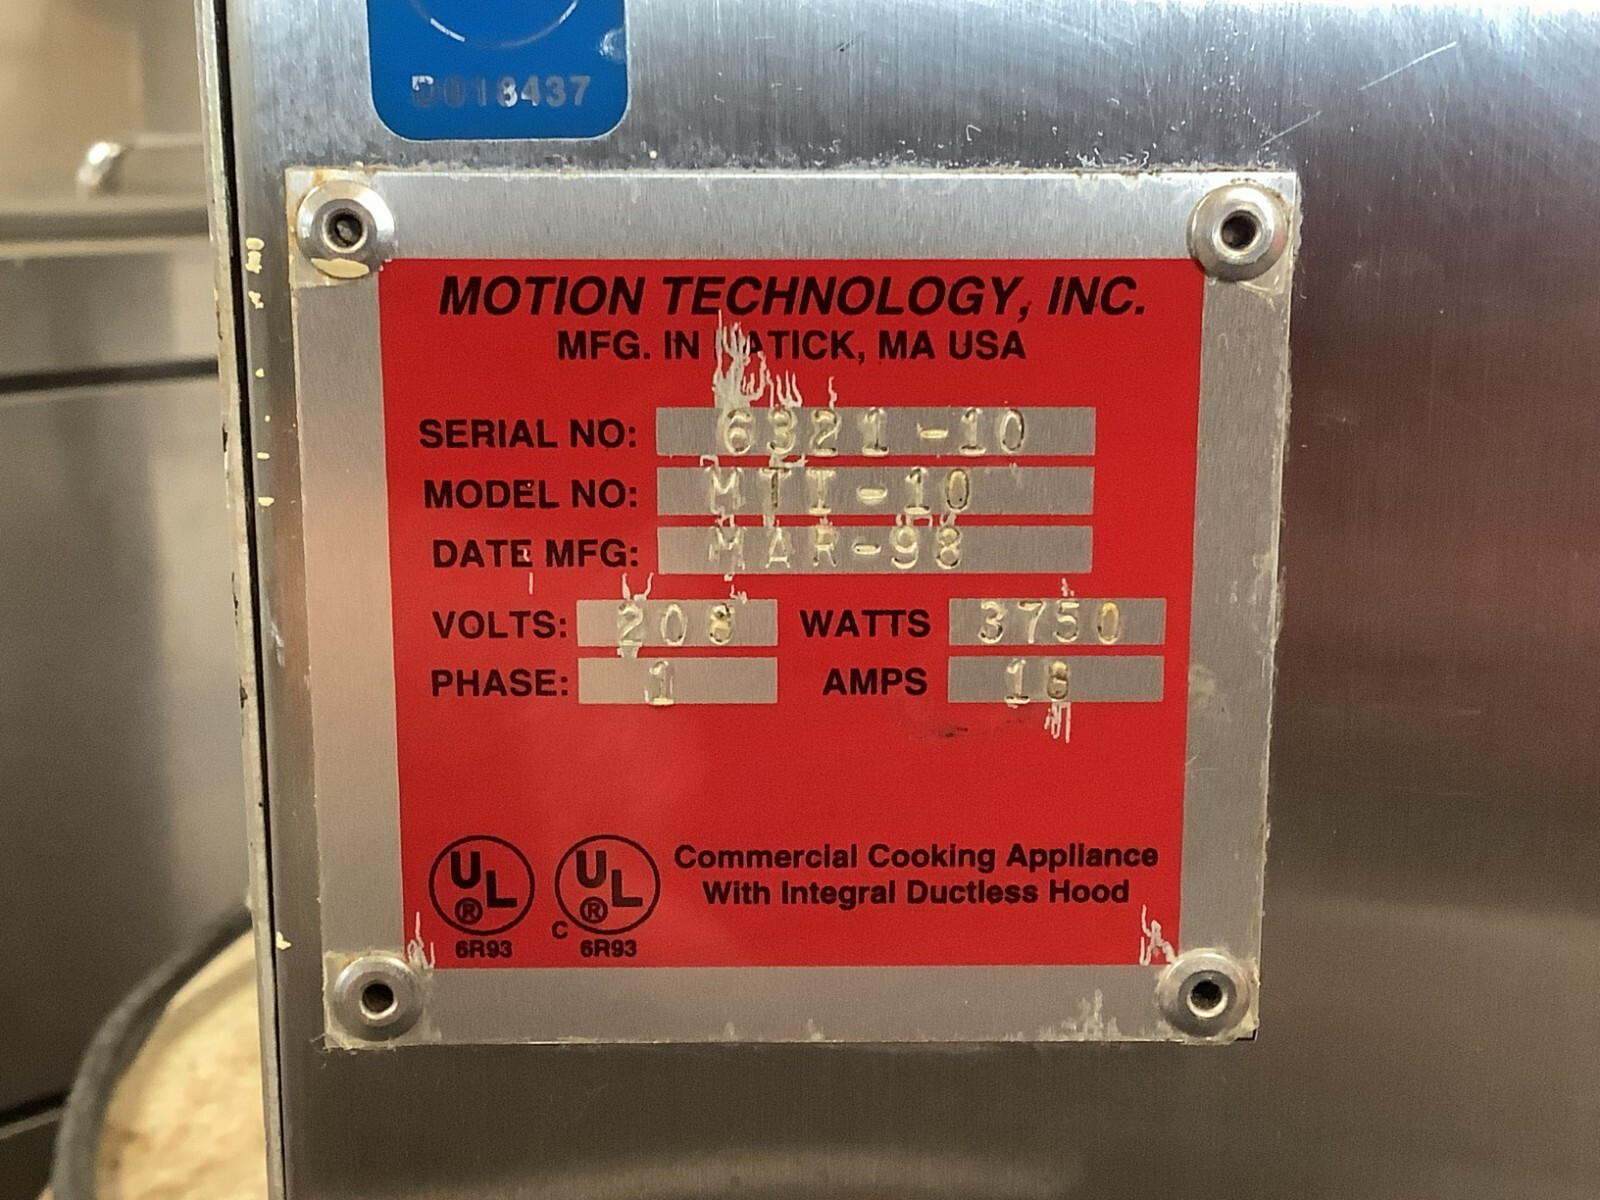 D018437
MOTION TECHNOLOGY, INC.
MFG. IN NATICK, MA USA
SERIAL NO: 6321-10
MODEL NO: MTI-10
DATE MFG: MAR-98
VOLTS: 208 WATTS 3750
PHASE: 1 AMPS 18
UL ® 6R93
C UL ® 6R93
Commercial Cooking Appliance
With Integral Ductless Hood